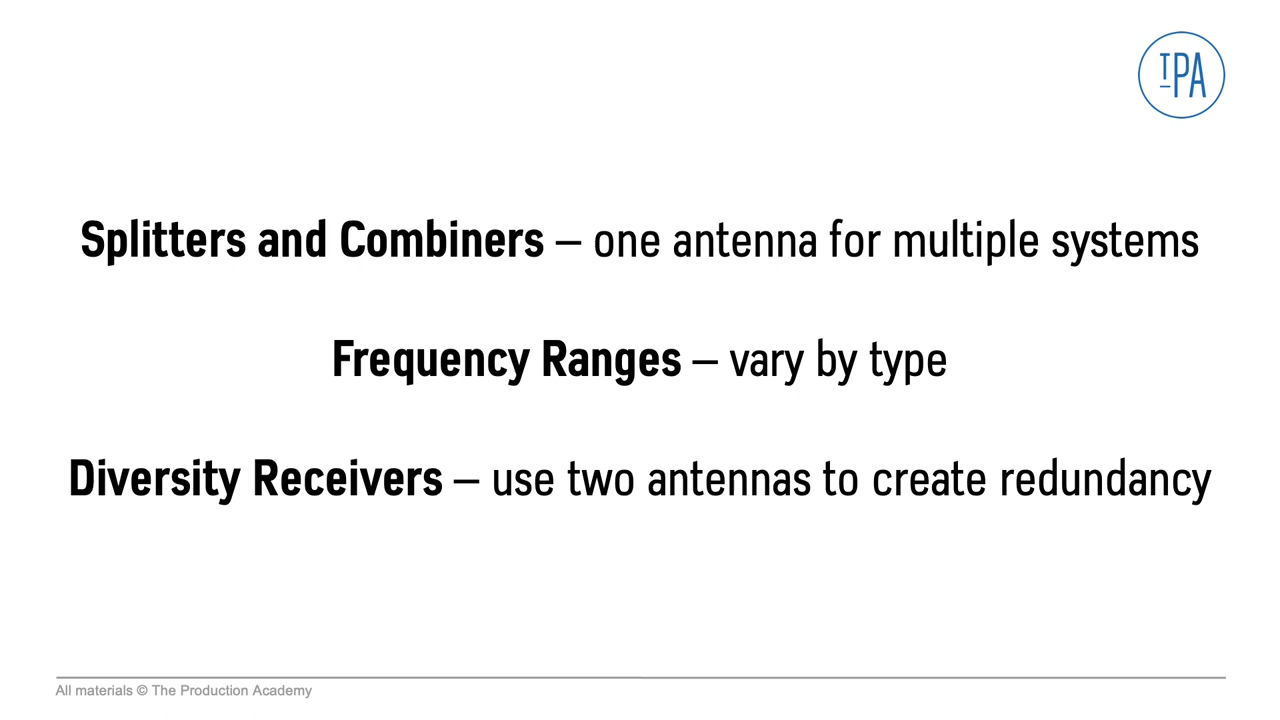 TPA
Splitters and Combiners – one antenna for multiple systems
Frequency Ranges – vary by type
Diversity Receivers – use two antennas to create redundancy
All materials © The Production Academy